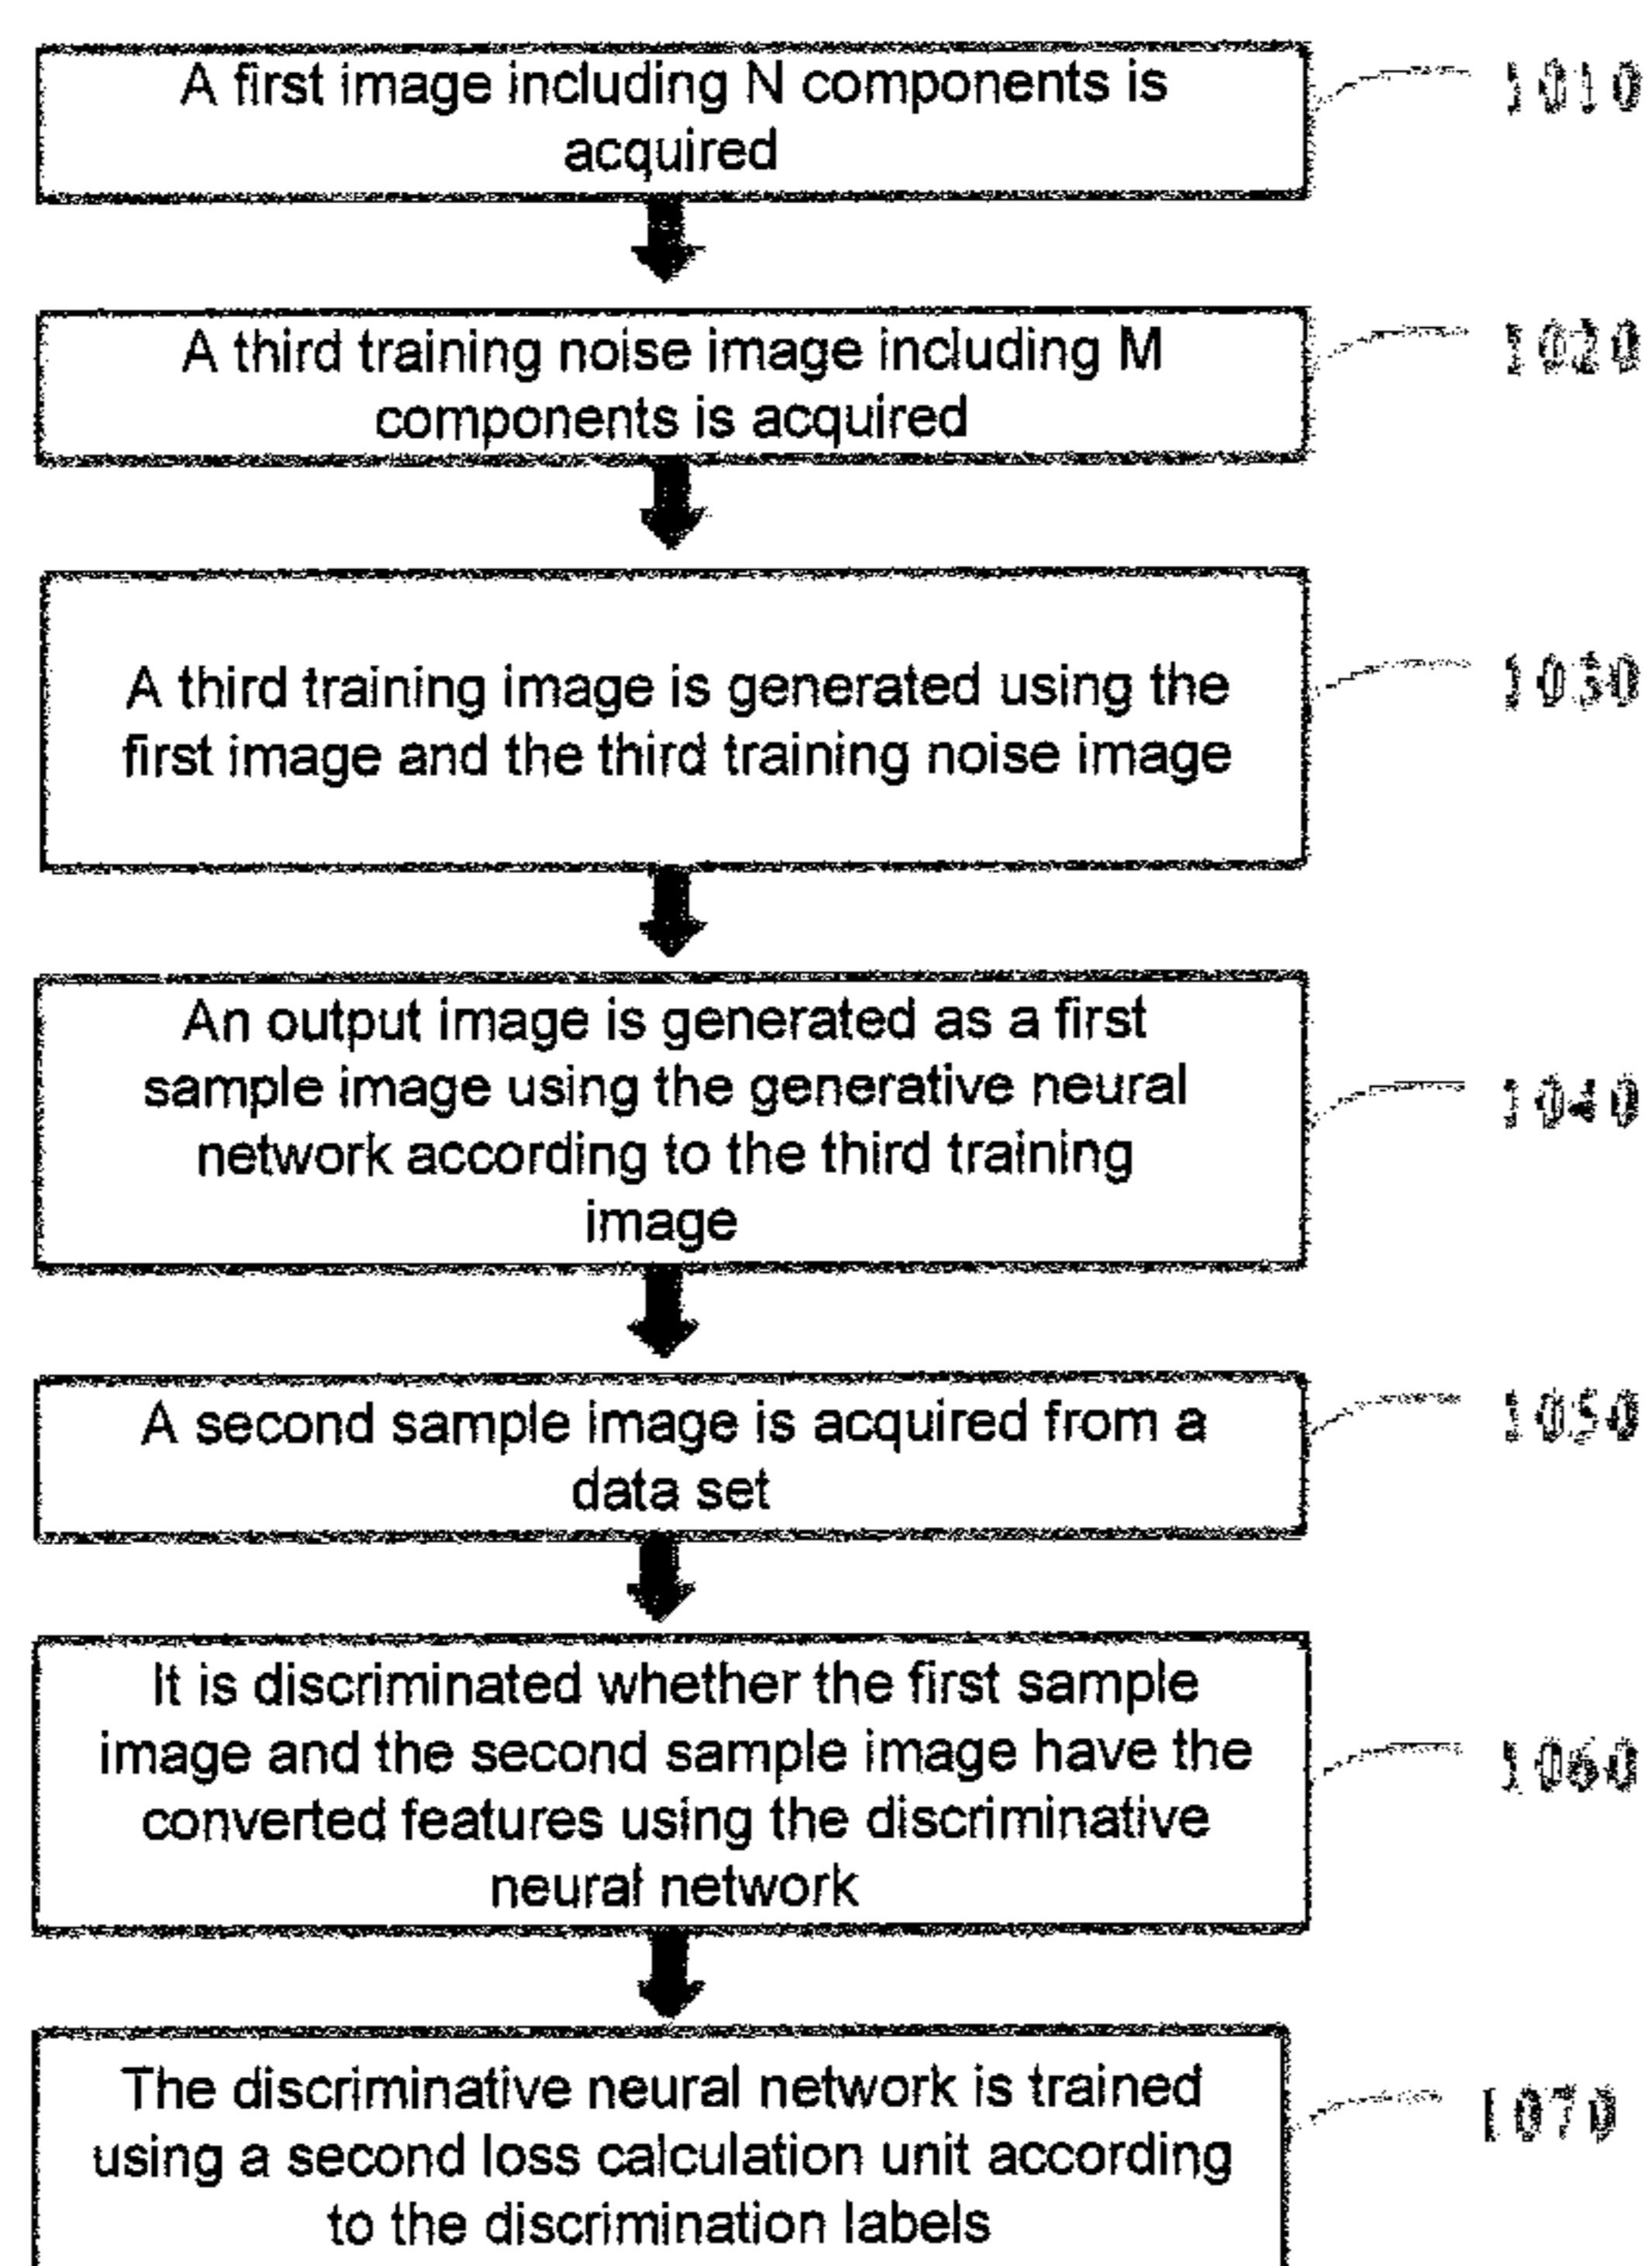 A first image including N components is
acquired
1010
A third training noise image including M
components is acquired
1020
A third training image is generated using the
first image and the third training noise image
1030
An output image is generated as a first
sample image using the generative neural
network according to the third training
image
1040
A second sample image is acquired from a
data set
1050
It is discriminated whether the first sample
image and the second sample image have the
converted features using the discriminative
neural network
1060
The discriminative neural network is trained
using a second loss calculation unit according
to the discrimination labels
1070